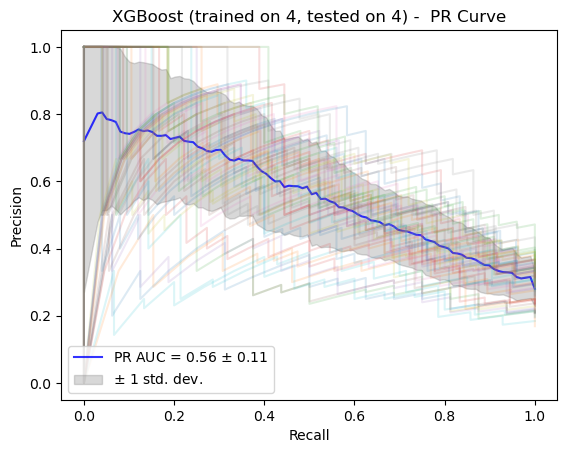 XGBoost (trained on 4, tested on 4) -  PR Curve
Precision
1.0
0.8
0.6
0.4
0.2
0.0
PR AUC = 0.56 ± 0.11
± 1 std. dev.
0.0 0.2 0.4 0.6 0.8 1.0
Recall